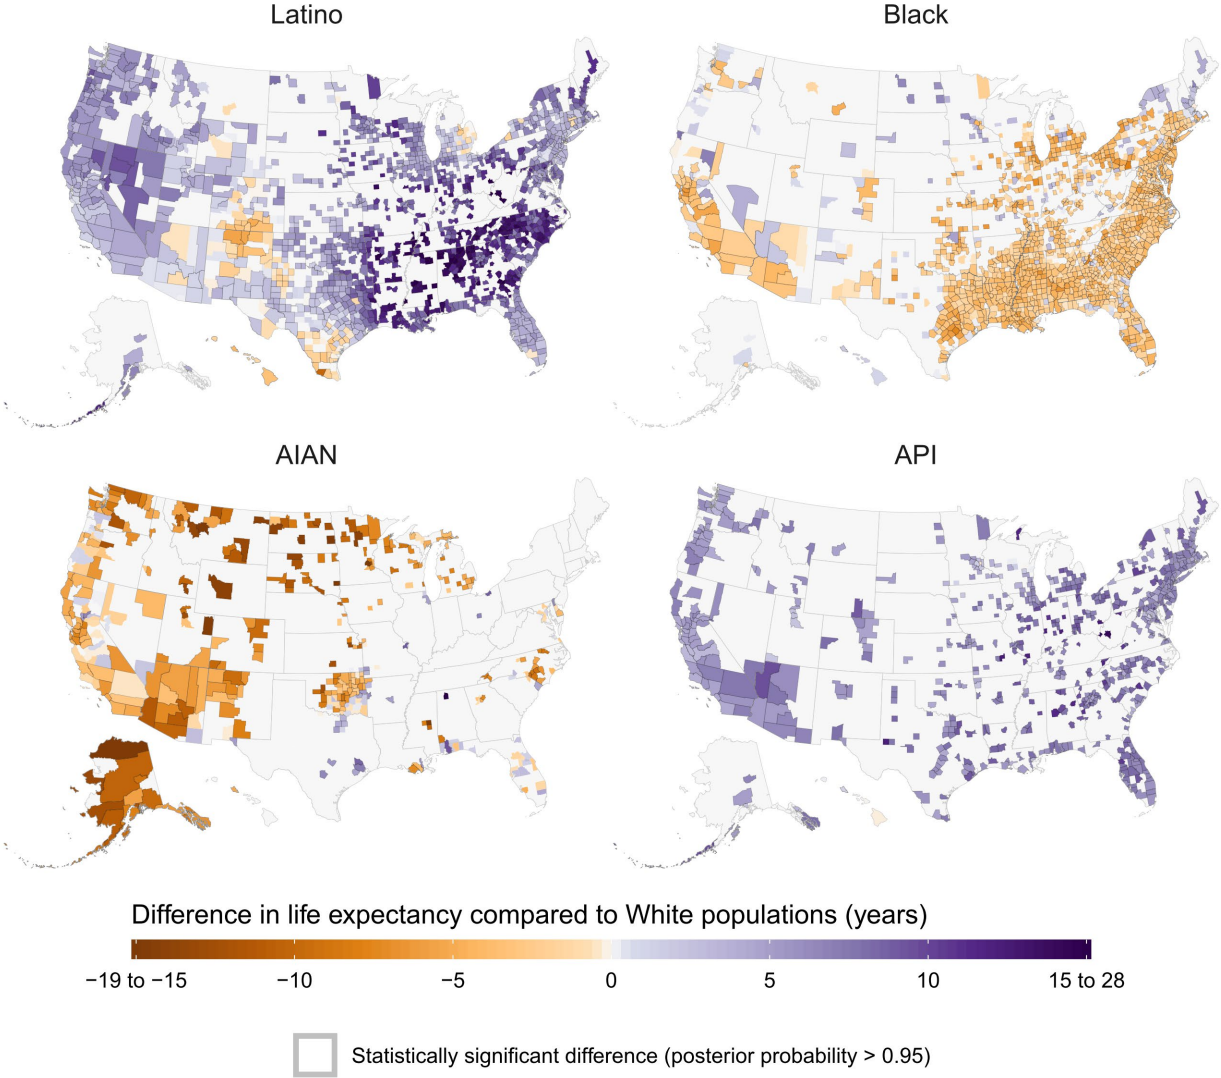 Latino
Black
AIAN
API
Difference in life expectancy compared to White populations (years)
−19 to −15
−10
−5
0
5
10
15 to 28
Statistically significant difference (posterior probability > 0.95)